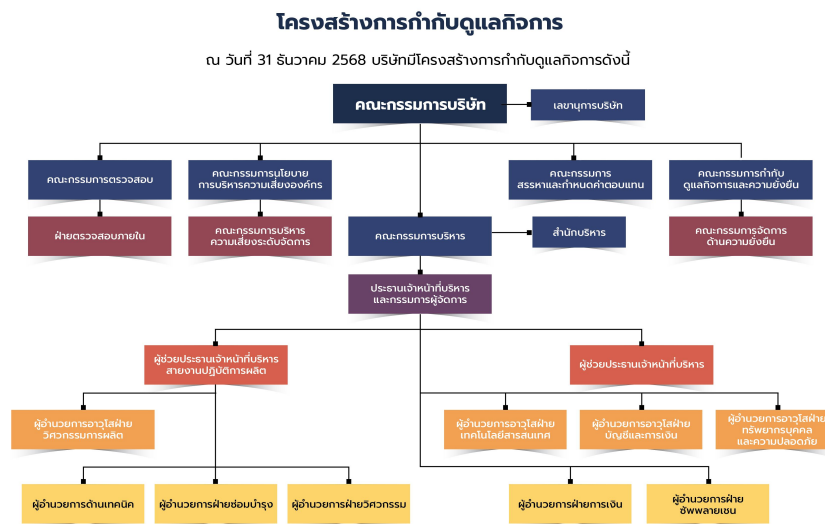 โครงสร้างการกำกับดูแลกิจการ
ณ วันที่ 31 ธันวาคม 2568 บริษัทมีโครงสร้างการกำกับดูแลกิจการดังนี้
คณะกรรมการบริษัท
เลขานุการบริษัท
คณะกรรมการตรวจสอบ
คณะกรรมการนโยบาย
การบริหารความเสี่ยงองค์กร
คณะกรรมการ
สรรหาและกำหนดค่าตอบแทน
คณะกรรมการกำกับ
ดูแลกิจการและความยั่งยืน
ฝ่ายตรวจสอบภายใน
คณะกรรมการบริหาร
ความเสี่ยงระดับจัดการ
คณะกรรมการบริหาร
สำนักบริหาร
คณะกรรมการจัดการ
ด้านความยั่งยืน
ประธานเจ้าหน้าที่บริหาร
และกรรมการผู้จัดการ
ผู้ช่วยประธานเจ้าหน้าที่บริหาร
สายงานปฏิบัติการผลิต
ผู้ช่วยประธานเจ้าหน้าที่บริหาร
ผู้อำนวยการอาวุโสฝ่าย
วิศวกรรมการผลิต
ผู้อำนวยการอาวุโสฝ่าย
เทคโนโลยีสารสนเทศ
ผู้อำนวยการอาวุโสฝ่าย
บัญชีและการเงิน
ผู้อำนวยการอาวุโสฝ่าย
ทรัพยากรบุคคล
และความปลอดภัย
ผู้อำนวยการด้านเทคนิค
ผู้อำนวยการฝ่ายซ่อมบำรุง
ผู้อำนวยการฝ่ายวิศวกรรม
ผู้อำนวยการฝ่ายการเงิน
ผู้อำนวยการฝ่าย
ซัพพลายเชน